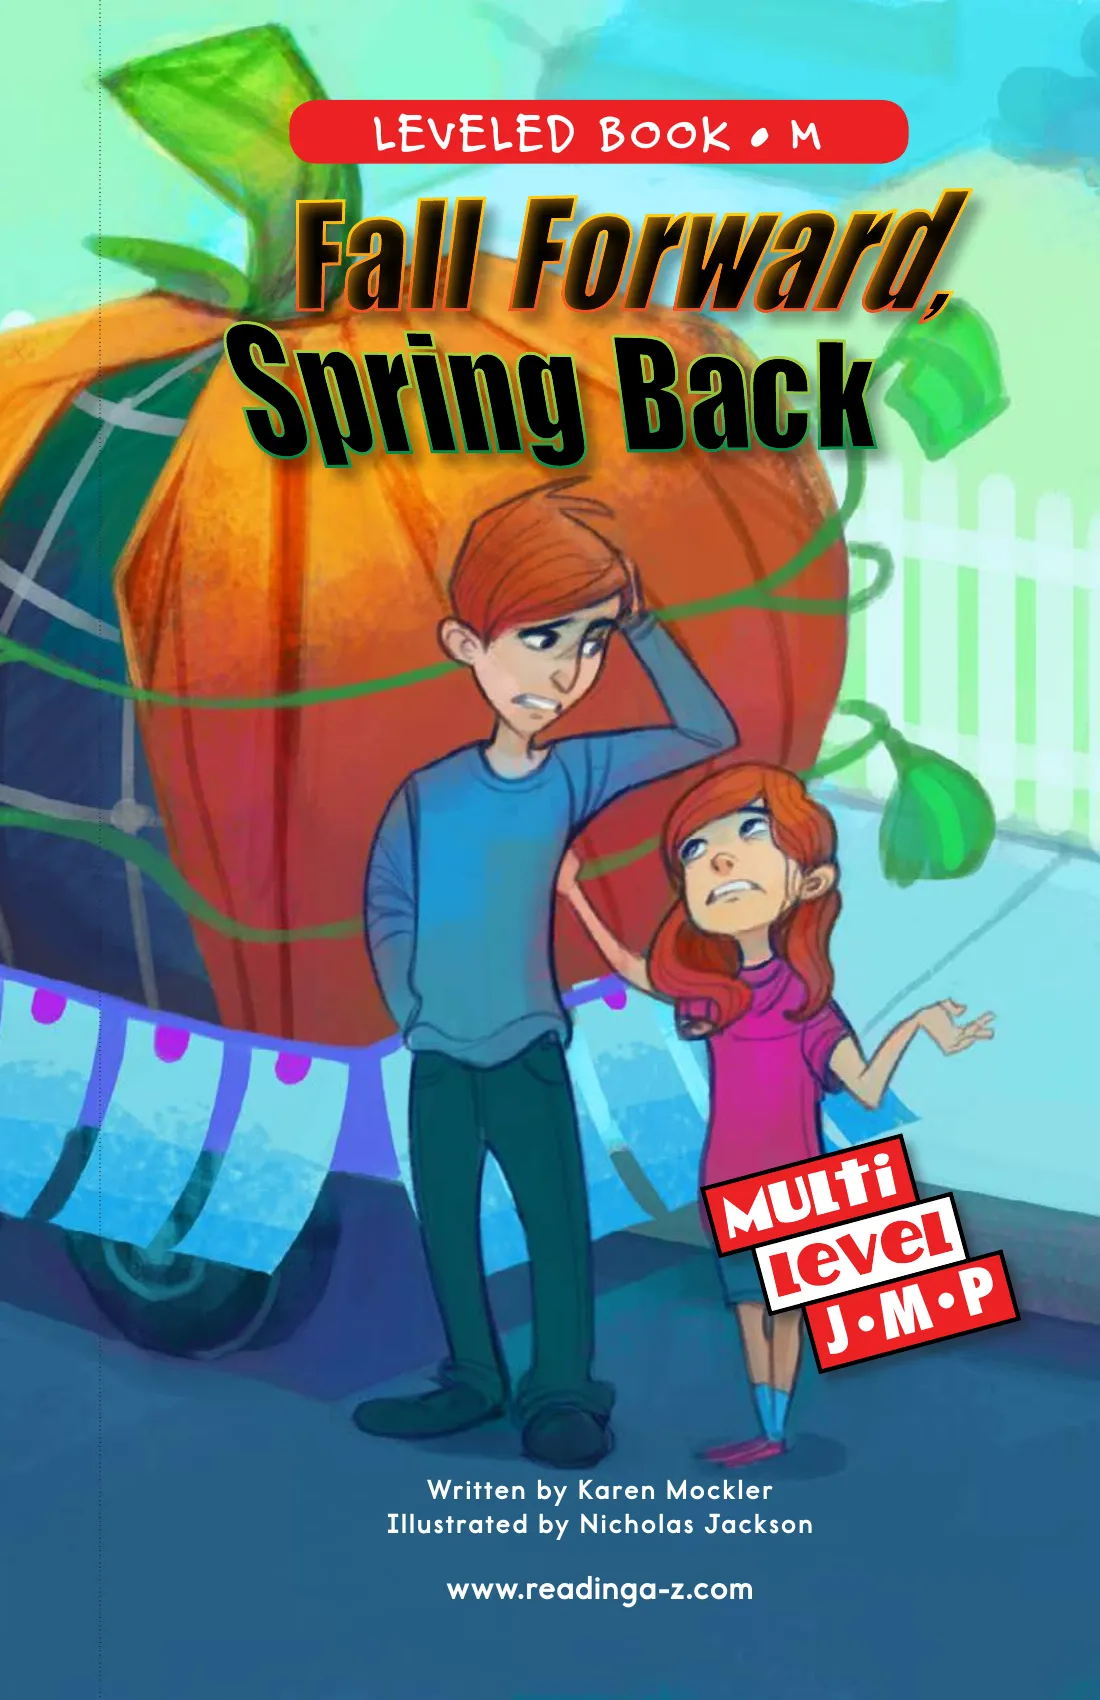 LEVELED BOOK • M
Fall Forward,
Spring Back
MULTI
LEVEL
J•M•P
Written by Karen Mockler
Illustrated by Nicholas Jackson
www.readinga-z.com